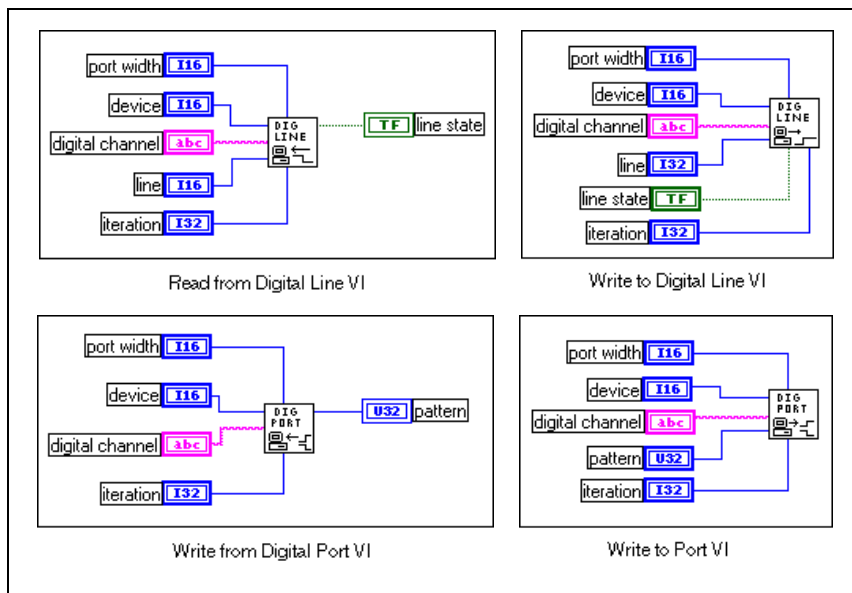 port width I16
device I16
DIG
LINE
digital channel abc
TF line state
line I16
iteration I32
Read from Digital Line VI
port width I16
device I16
DIG
LINE
digital channel abc
line I32
line state TF
iteration I32
Write to Digital Line VI
port width I16
device I16
DIG
PORT
U32 pattern
digital channel abc
iteration I32
Write from Digital Port VI
port width I16
device I16
DIG
PORT
digital channel abc
pattern U32
iteration I32
Write to Port VI